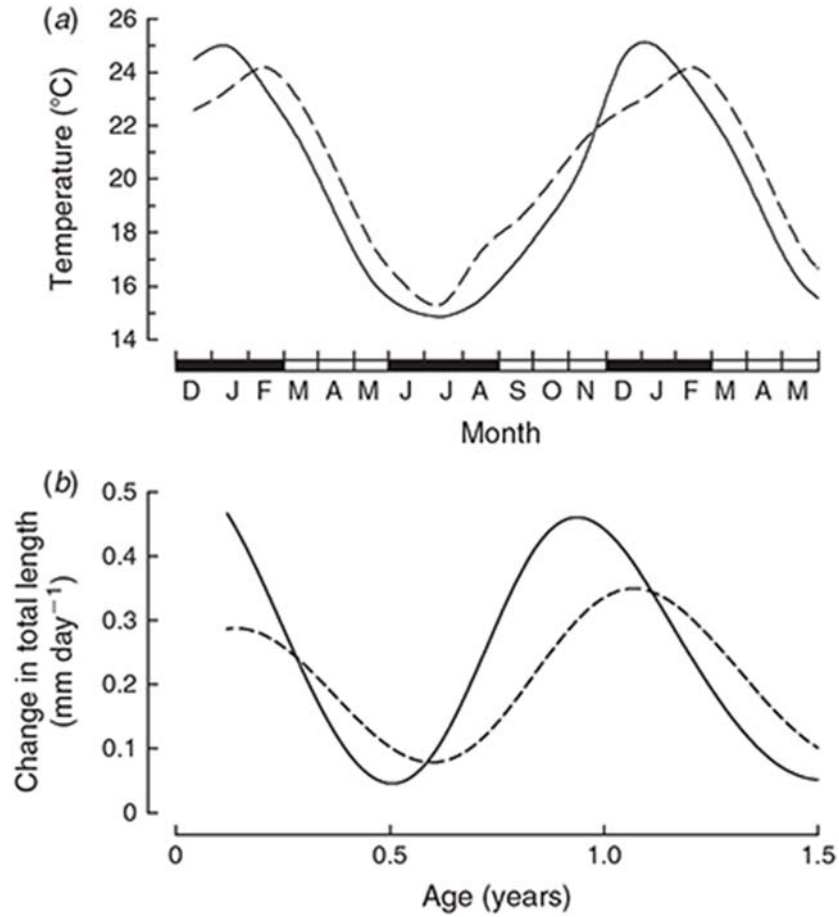 (a)
Temperature (°C)
26
24
22
20
18
16
14
D J F M A M J J A S O N D J F M A M
Month
(b)
Change in total length
(mm day⁻¹)
0.5
0.4
0.3
0.2
0.1
0
0 0.5 1.0 1.5
Age (years)